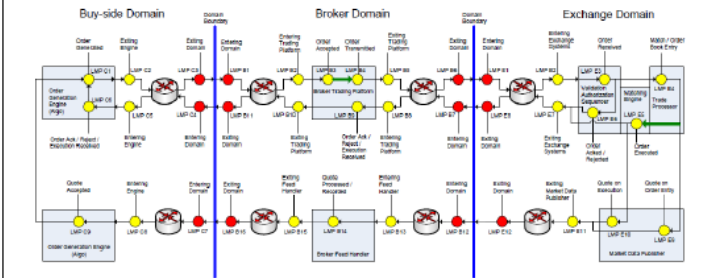 Buy-side Domain
Domain
Boundary
Broker Domain
Domain
Boundary
Exchange Domain
Order
Generated
Exiting
Engine
Exiting
Domain
Entering
Domain
Entering
Trading
Platform
Order
Accepted
Order
Transmitted
Exiting
Trading
Platform
Exiting
Domain
Entering
Domain
Entering
Exchange
Systems
Order
Received
Match / Order
Book Entry
LMP C1
LMP C2
LMP C3
LMP B1
LMP B2
LMP B3
LMP B4
LMP B5
LMP B6
LMP E1
LMP E2
LMP E3
LMP E4
Order
Generation
Engine
(Algo)
Broker Trading Platform
Validation
Authorization
Sequencer
Matching
Engine
Trade
Processor
LMP C6
LMP C5
LMP C4
LMP B11
LMP B10
LMP B9
LMP B8
LMP B7
LMP E8
LMP E7
LMP E6
LMP E5
Order Ack / Reject /
Execution Received
Entering
Engine
Entering
Domain
Exiting
Domain
Exiting
Trading
Platform
Order Ack /
Reject /
Execution
Received
Entering
Trading
Platform
Entering
Domain
Exiting
Domain
Exiting
Exchange
Systems
Order
Acked /
Rejected
Order
Executed
Quote
Accepted
Entering
Engine
Entering
Domain
Exiting
Domain
Exiting
Feed
Handler
Quote
Processed /
Recorded
Entering
Feed
Handler
Entering
Domain
Exiting
Domain
Exiting
Market Data
Publisher
Quote on
Execution
Quote on
Order Entry
LMP C9
LMP C8
LMP C7
LMP B16
LMP B15
LMP B14
LMP B13
LMP B12
LMP E12
LMP E11
LMP E10
LMP E9
Order Generation Engine
(Algo)
Broker Feed Handler
Market Data Publisher